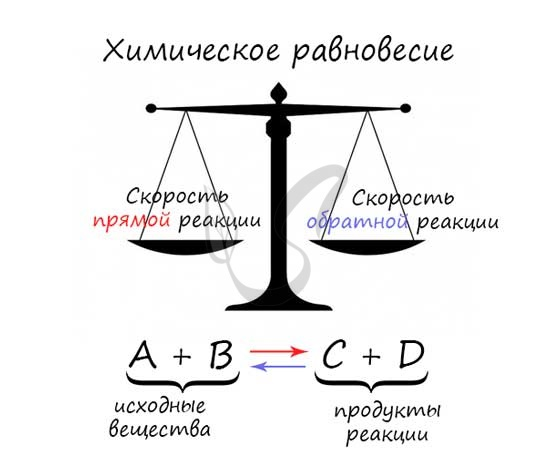 Химическое равновесие
Скорость
прямой реакции
Скорость
обратной реакции
A + B ⇄ C + D
исходные
вещества
продукты
реакции